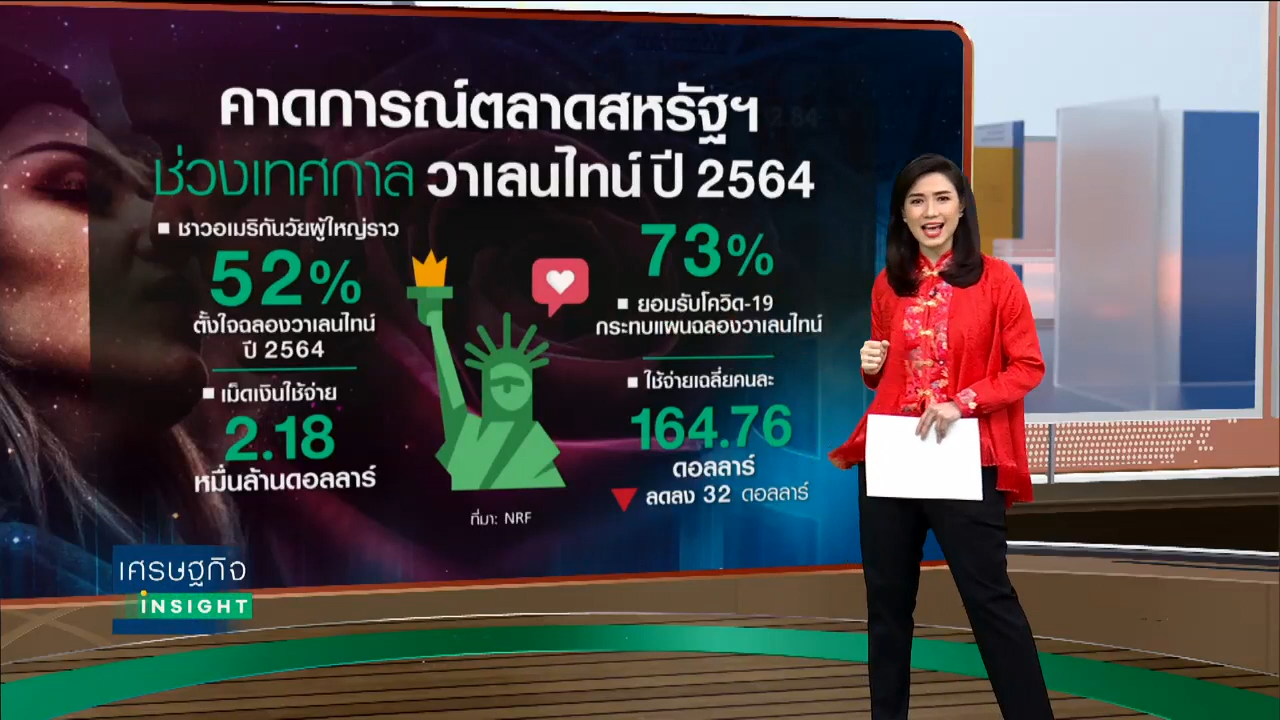 คาดการณ์ตลาดสหรัฐฯ
ช่วงเทศกาล วาเลนไทน์ ปี 2564
▪ ชาวอเมริกันวัยผู้ใหญ่ราว
52%
ตั้งใจฉลองวาเลนไทน์
ปี 2564
▪ เม็ดเงินใช้จ่าย
2.18
หมื่นล้านดอลลาร์
73%
▪ ยอมรับโควิด-19
กระทบแผนฉลองวาเลนไทน์
▪ ใช้จ่ายเฉลี่ยคนละ
164.76
ดอลลาร์
▼ ลดลง 32 ดอลลาร์
ที่มา: NRF
เศรษฐกิจ
INSIGHT